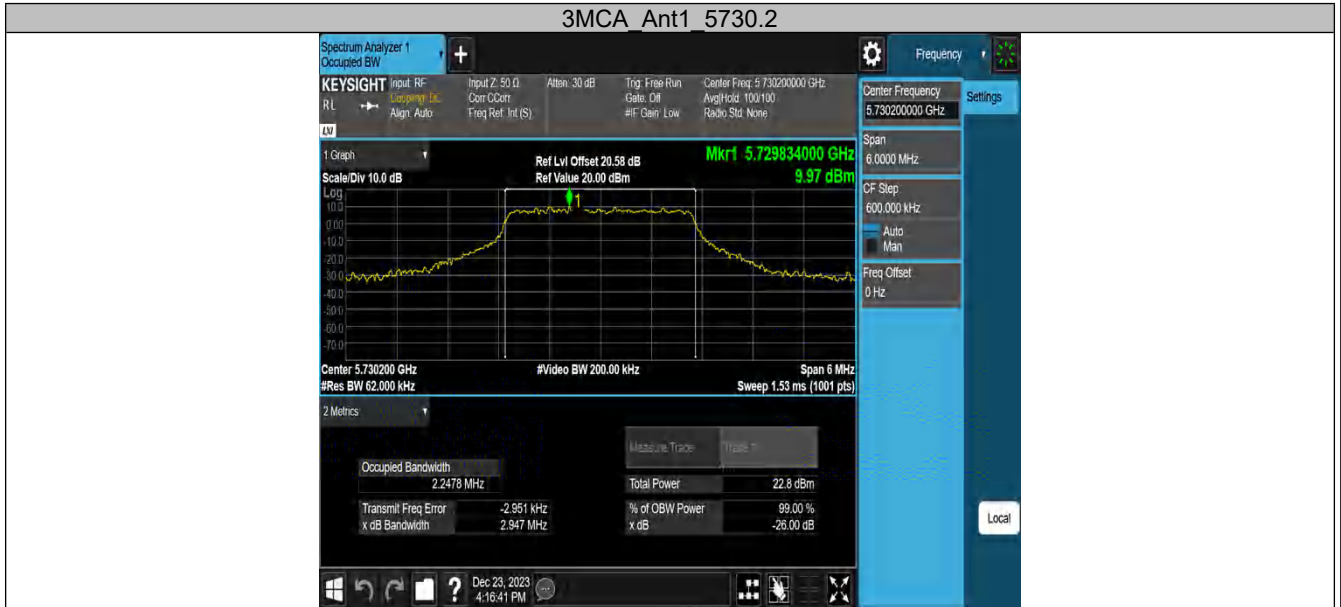 3MCA_Ant1_5730.2
Spectrum Analyzer 1
Occupied BW
+
Frequency
KEYSIGHT
RL
LXI
Input: RF
Coupling: DC
Align: Auto
Input Z: 50 Ω
Corr CCorr
Freq Ref: Int (S)
Atten: 30 dB
Trig: Free Run
Gate: Off
#IF Gain: Low
Center Freq: 5.730200000 GHz
Avg|Hold: 100/100
Radio Std: None
Center Frequency
5.730200000 GHz
Settings
Span
6.0000 MHz
CF Step
600.000 kHz
Auto
Man
Freq Offset
0 Hz
Local
1 Graph
Scale/Div 10.0 dB
Ref Lvl Offset 20.58 dB
Ref Value 20.00 dBm
Mkr1 5.729834000 GHz
9.97 dBm
Log
10.0
0.00
-10.0
-20.0
-30.0
-40.0
-50.0
-60.0
-70.0
1
Center 5.730200 GHz
#Res BW 62.000 kHz
#Video BW 200.00 kHz
Span 6 MHz
Sweep 1.53 ms (1001 pts)
2 Metrics
Measure Trace
Trace 1
Occupied Bandwidth
2.2478 MHz
Total Power 22.8 dBm
Transmit Freq Error -2.951 kHz
% of OBW Power 99.00 %
x dB Bandwidth 2.947 MHz
x dB -26.00 dB
?
Dec 23, 2023
4:16:41 PM